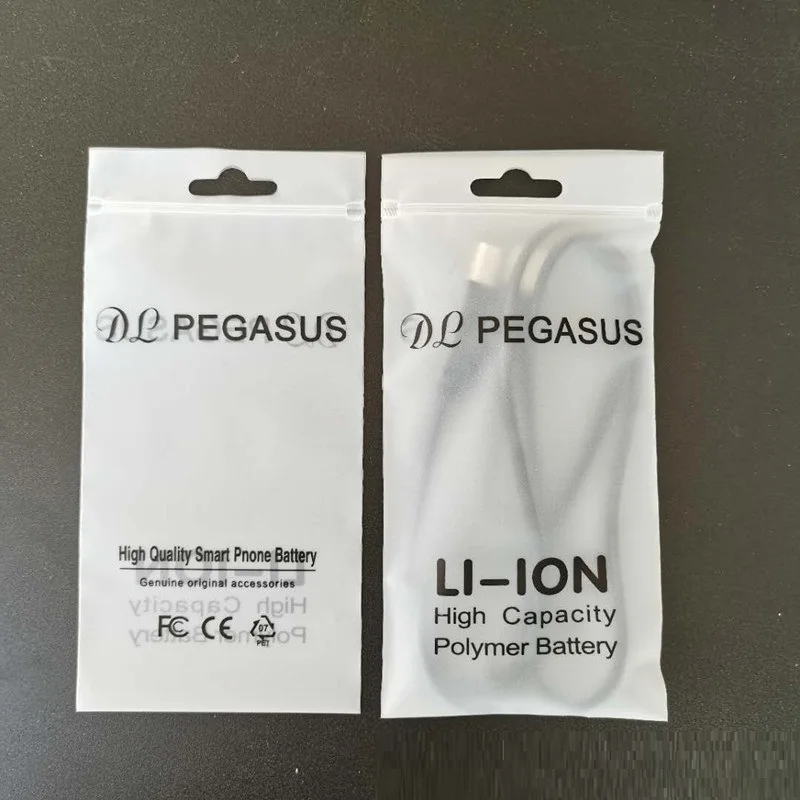 DL PEGASUS
High Quality Smart Pnone Battery
Genuine original accessories
FC CE 07
PET
DL PEGASUS
LI-ION
High Capacity
Polymer Battery